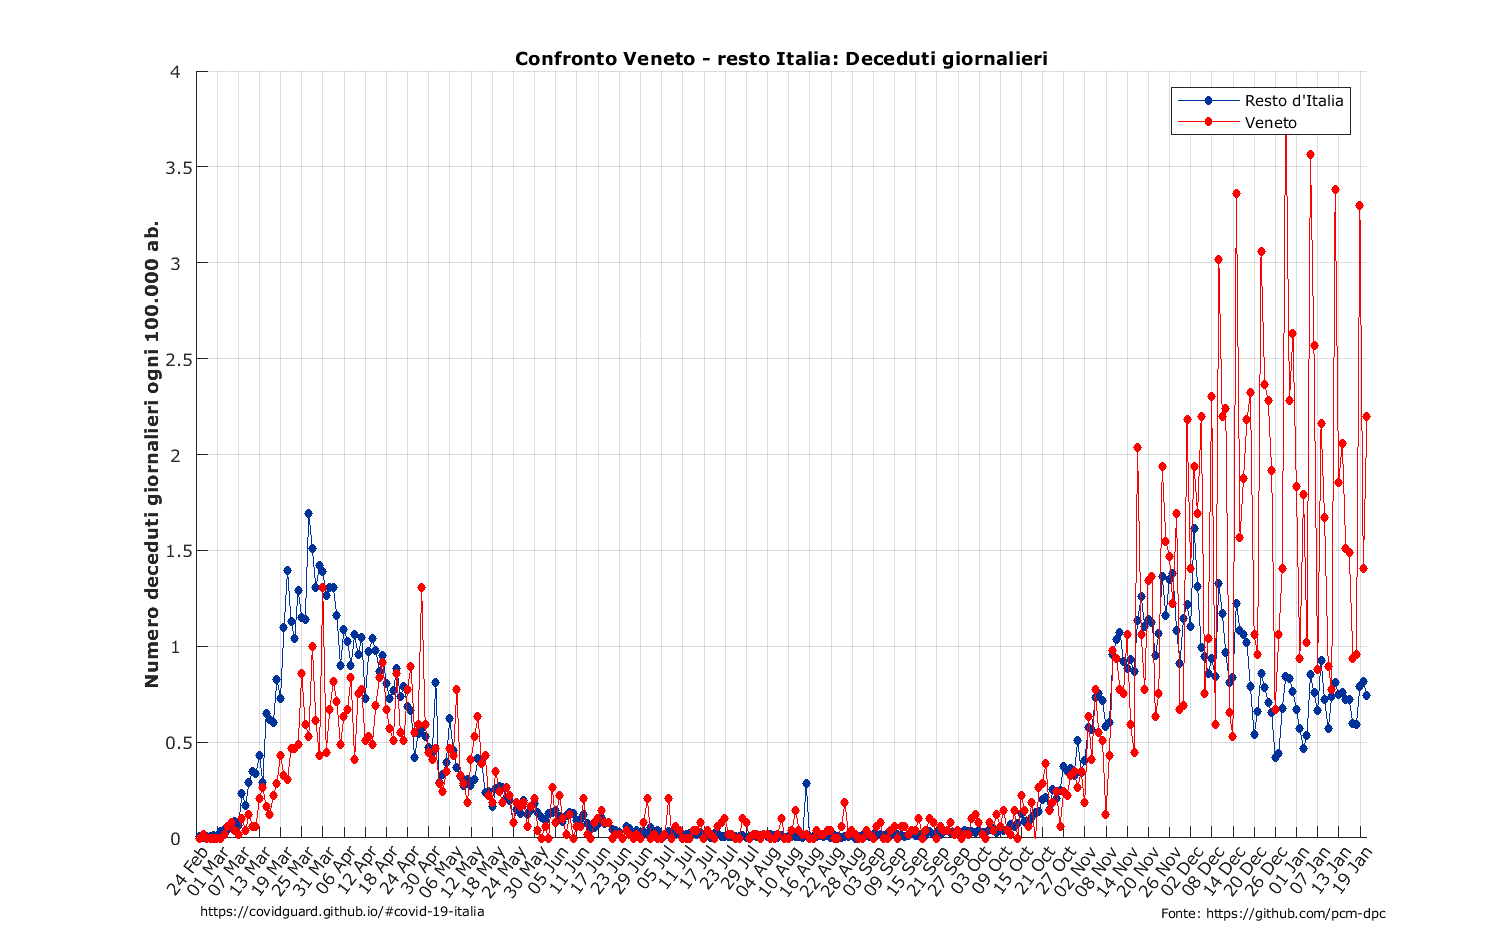 Confronto Veneto - resto Italia: Deceduti giornalieri
Resto d'Italia
Veneto
Numero deceduti giornalieri ogni 100.000 ab.
4
3.5
3
2.5
2
1.5
1
0.5
0
24 Feb
01 Mar
07 Mar
13 Mar
19 Mar
25 Mar
31 Mar
06 Apr
12 Apr
18 Apr
24 Apr
30 Apr
06 May
12 May
18 May
24 May
30 May
05 Jun
11 Jun
17 Jun
23 Jun
29 Jun
05 Jul
11 Jul
17 Jul
23 Jul
29 Jul
04 Aug
10 Aug
16 Aug
22 Aug
28 Aug
03 Sep
09 Sep
15 Sep
21 Sep
27 Sep
03 Oct
09 Oct
15 Oct
21 Oct
27 Oct
02 Nov
08 Nov
14 Nov
20 Nov
26 Nov
02 Dec
08 Dec
14 Dec
20 Dec
26 Dec
01 Jan
07 Jan
13 Jan
19 Jan
https://covidguard.github.io/#covid-19-italia
Fonte: https://github.com/pcm-dpc